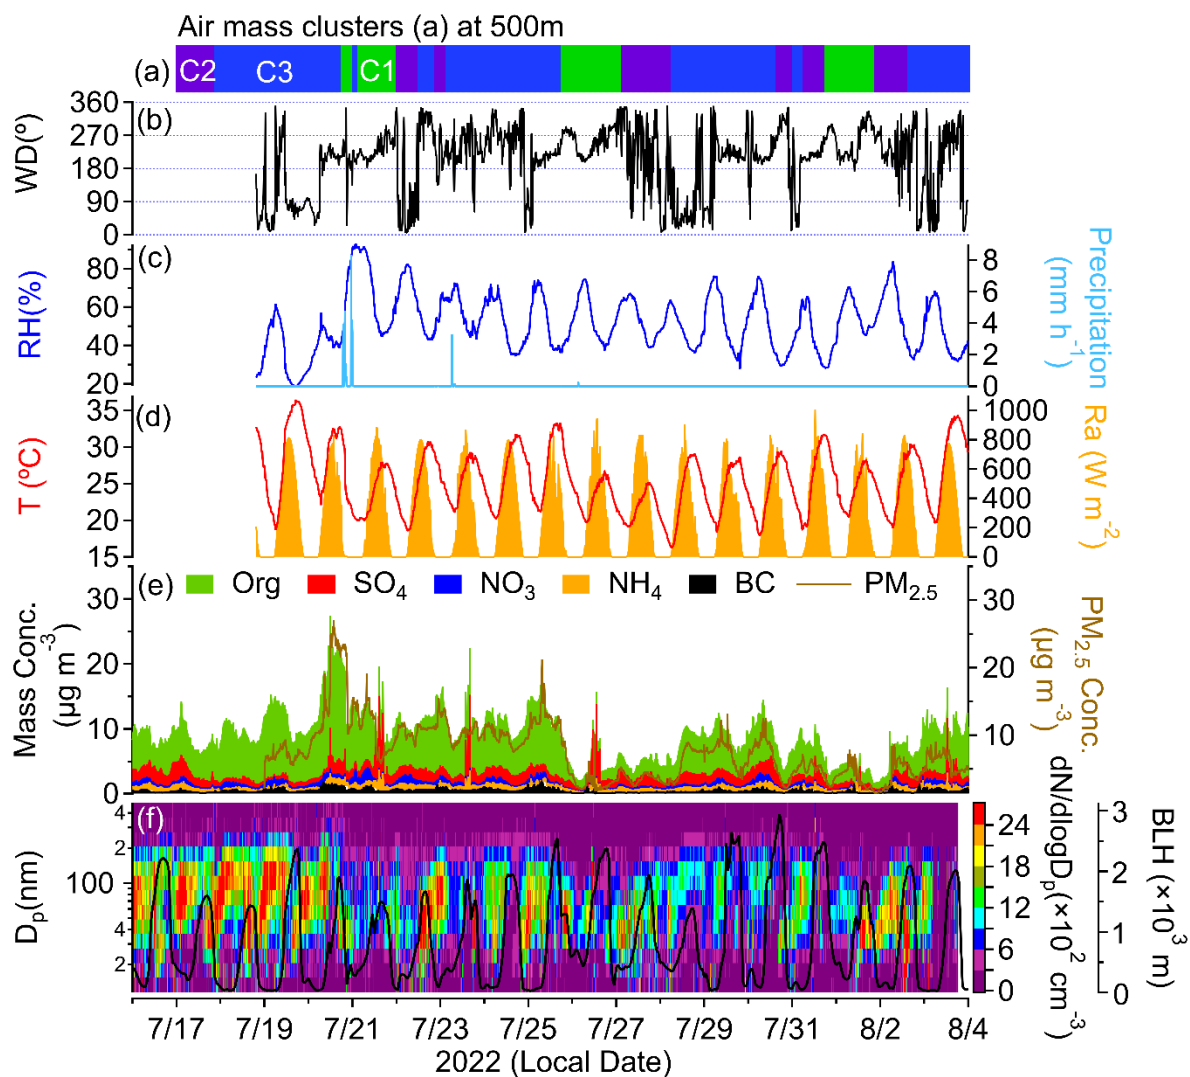 Air mass clusters (a) at 500m
(a) C2 C3 C1
(b)
WD(º)
360
270
180
90
0
(c)
RH(%)
80
60
40
20
8
6
4
2
0
Precipitation
(mm h-1)
(d)
T (ºC)
35
30
25
20
15
1000
800
600
400
200
0
Ra (W m-2)
(e) Org SO4 NO3 NH4 BC PM2.5
Mass Conc.
(µg m-3)
30
20
10
0
30
20
10
PM2.5 Conc.
(µg m-3)
(f)
Dp(nm)
4
2
100
4
2
24
18
12
6
0
dN/dlogDp(×102 cm-3)
3
2
1
0
BLH (×103 m)
7/17 7/19 7/21 7/23 7/25 7/27 7/29 7/31 8/2 8/4
2022 (Local Date)